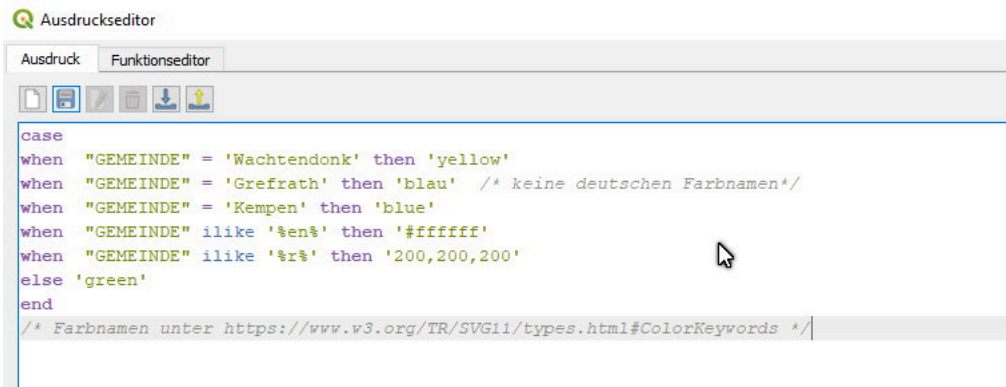 Ausdruckseditor
Ausdruck Funktionseditor
case
when "GEMEINDE" = 'Wachtendonk' then 'yellow'
when "GEMEINDE" = 'Grefrath' then 'blau' /* keine deutschen Farbnamen*/
when "GEMEINDE" = 'Kempen' then 'blue'
when "GEMEINDE" ilike '%en%' then '#ffffff'
when "GEMEINDE" ilike '%r%' then '200,200,200'
else 'green'
end
/* Farbnamen unter https://www.w3.org/TR/SVG11/types.html#ColorKeywords */